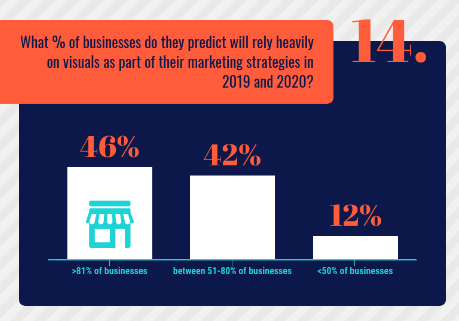 What % of businesses do they predict will rely heavily
on visuals as part of their marketing strategies in
2019 and 2020?
14.
46%
42%
12%
>81% of businesses
between 51-80% of businesses
<50% of businesses